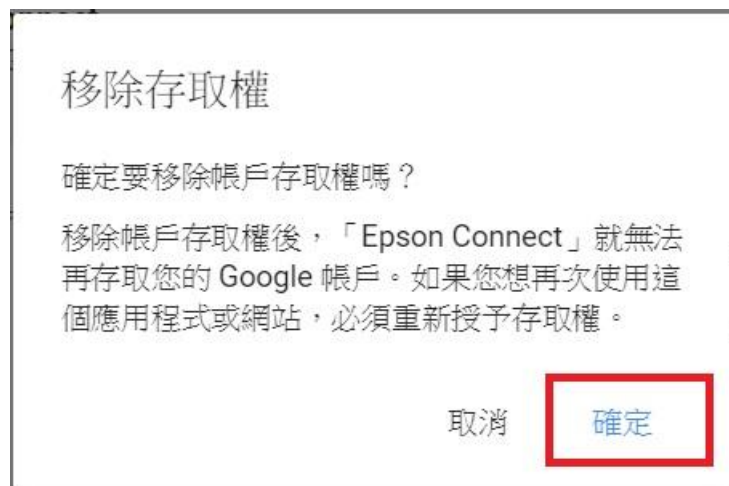 移除存取權
確定要移除帳戶存取權嗎？
移除帳戶存取權後，「Epson Connect」就無法
再存取您的 Google 帳戶。如果您想再次使用這
個應用程式或網站，必須重新授予存取權。
取消 確定